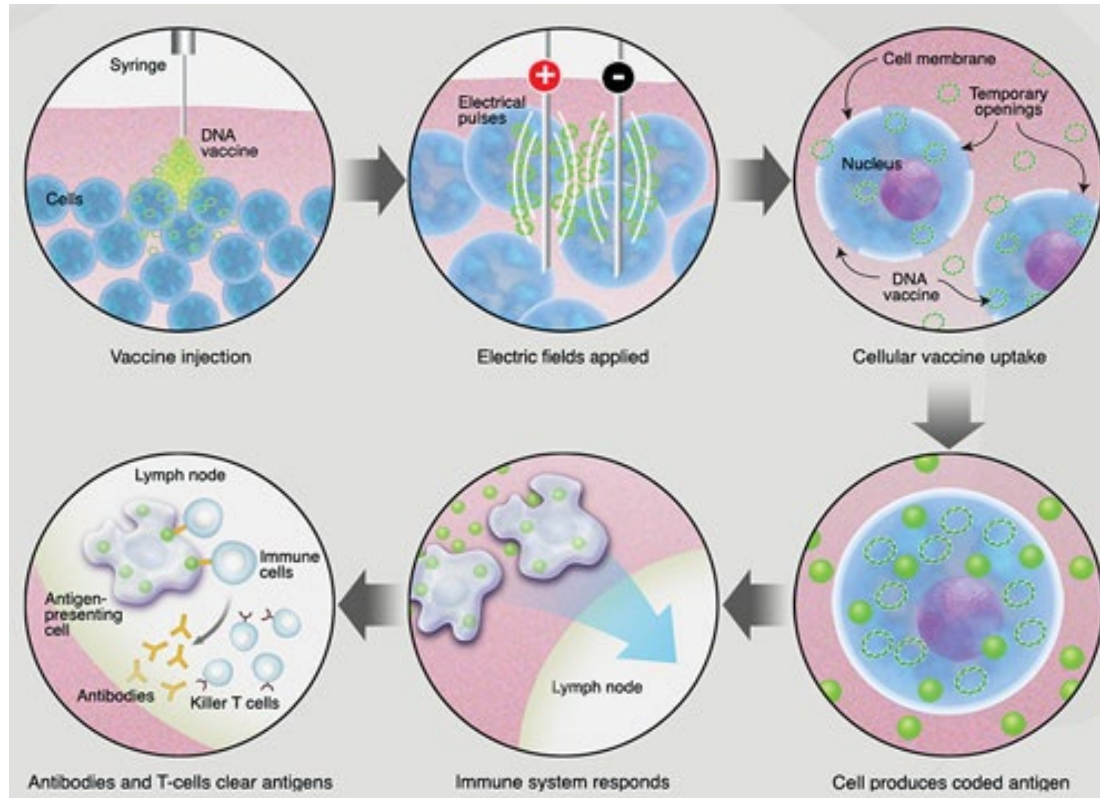 Syringe
DNA
vaccine
Cells
Vaccine injection
+
-
Electrical
pulses
Electric fields applied
Cell membrane
Temporary
openings
Nucleus
DNA
vaccine
Cellular vaccine uptake
Lymph node
Immune
cells
Antigen-
presenting
cell
Antibodies
Killer T cells
Antibodies and T-cells clear antigens
Lymph node
Immune system responds
Cell produces coded antigen